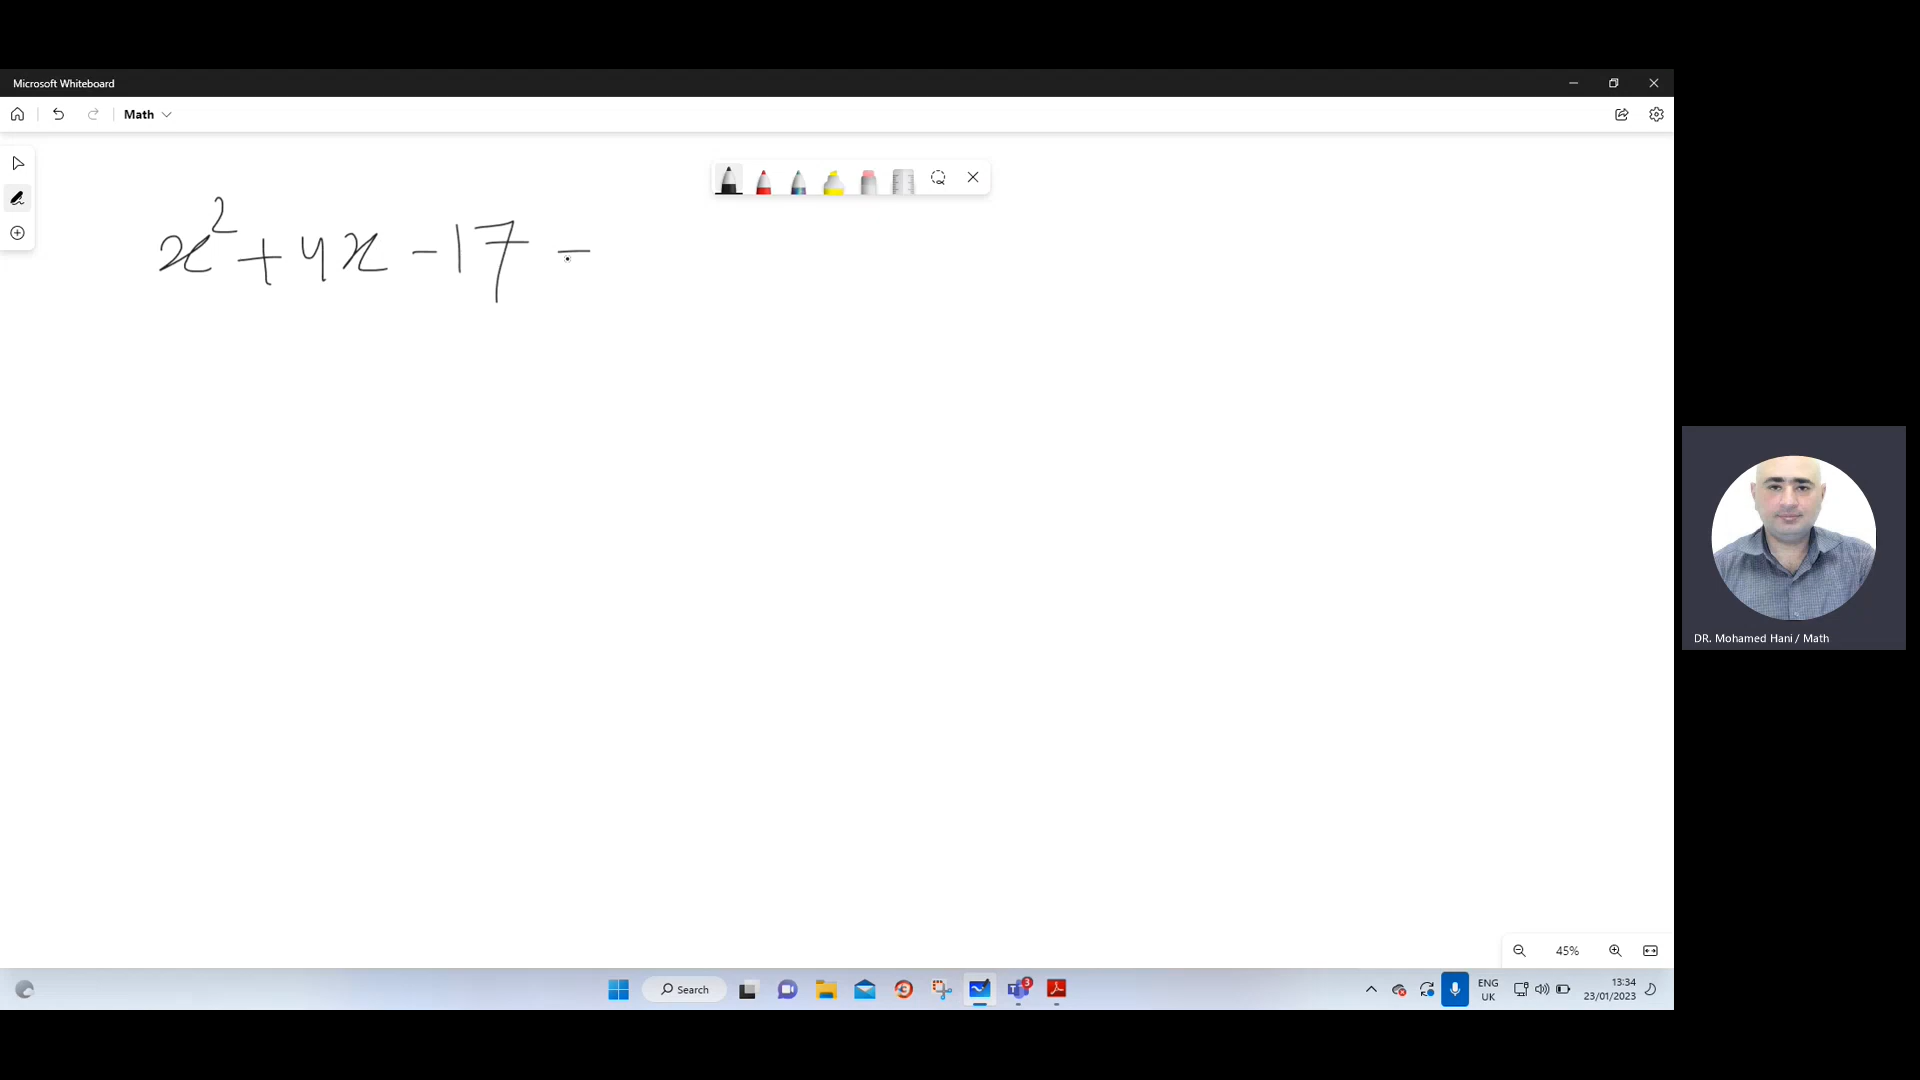 Microsoft Whiteboard
Math
x² + 4x - 17 -
DR. Mohamed Hani / Math
45%
Search
3
ENG
UK
13:34
23/01/2023